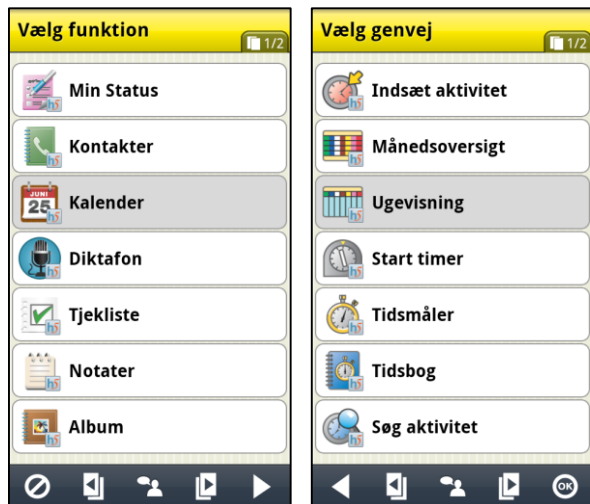 Vælg funktion
1/2
Min Status
Kontakter
JUNI
25
Kalender
Diktafon
Tjekliste
Notater
Album
Vælg genvej
1/2
Indsæt aktivitet
Månedsoversigt
Ugevisning
Start timer
Tidsmåler
Tidsbog
Søg aktivitet
OK